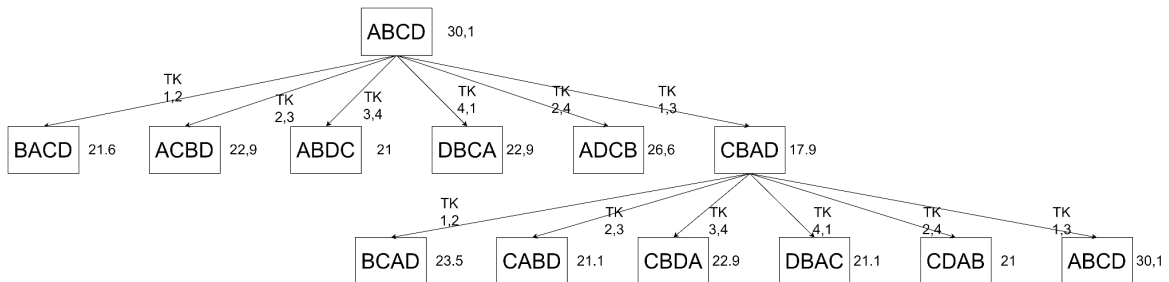 ABCD 30,1
TK TK TK TK TK TK
1,2 2,3 3,4 4,1 2,4 1,3
BACD 21.6 ACBD 22,9 ABDC 21 DBCA 22,9 ADCB 26,6 CBAD 17.9
TK TK TK TK TK TK
1,2 2,3 3,4 4,1 2,4 1,3
BCAD 23.5 CABD 21.1 CBDA 22.9 DBAC 21.1 CDAB 21 ABCD 30,1